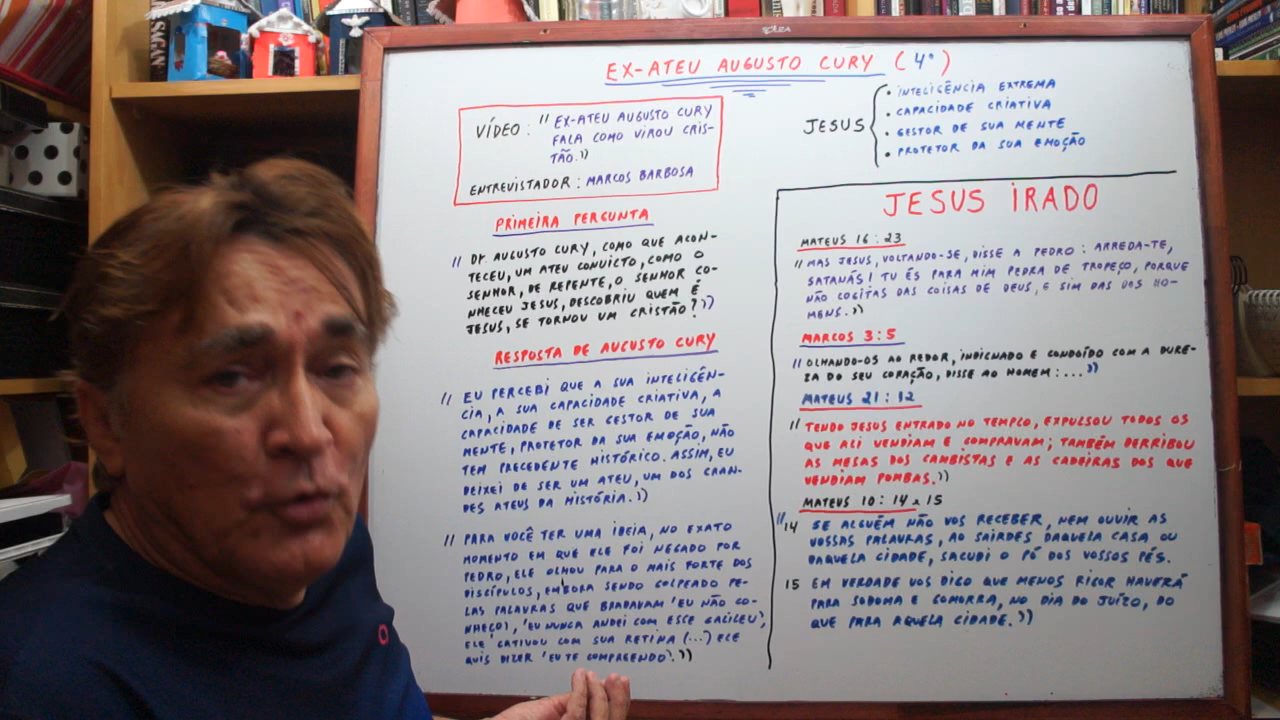 SAGAN
EX-ATEU AUGUSTO CURY (4ª)
VÍDEO: "EX-ATEU AUGUSTO CURY
FALA COMO VIROU CRIS-
TÃO."
ENTREVISTADOR: MARCOS BARBOSA
PRIMEIRA PERGUNTA
"DR. AUGUSTO CURY, COMO QUE ACON-
TECEU, UM ATEU CONVICTO, COMO O
SENHOR, DE REPENTE, O SENHOR CO-
NHECEU JESUS, DESCOBRIU QUEM É
JESUS, SE TORNOU UM CRISTÃO?"
RESPOSTA DE AUGUSTO CURY
"EU PERCEBI QUE A SUA INTELIGÊN-
CIA, A SUA CAPACIDADE CRIATIVA, A
CAPACIDADE DE SER GESTOR DE SUA
MENTE, PROTETOR DA SUA EMOÇÃO, NÃO
TEM PRECEDENTE HISTÓRICO. ASSIM, EU
DEIXEI DE SER UM ATEU, UM DOS GRAN-
DES ATEUS DA HISTÓRIA."
"PARA VOCÊ TER UMA IDEIA, NO EXATO
MOMENTO EM QUE ELE FOI NEGADO POR
PEDRO, ELE OLHOU PARA O MAIS FORTE DOS
DISCÍPULOS, EMBORA SENDO GOLPEADO PE-
LAS PALAVRAS QUE BRADAVAM 'EU NÃO CO-
NHEÇO', 'EU NUNCA ANDEI COM ESSE GALILEU',
ELE CATIVOU COM SUA RETINA (...) ELE
QUIS DIZER 'EU TE COMPREENDO'."
JESUS
• INTELIGÊNCIA EXTREMA
• CAPACIDADE CRIATIVA
• GESTOR DE SUA MENTE
• PROTETOR DA SUA EMOÇÃO
JESUS IRADO
MATEUS 16:23
"MAS JESUS, VOLTANDO-SE, DISSE A PEDRO: ARREDA-TE,
SATANÁS! TU ÉS PARA MIM PEDRA DE TROPEÇO, PORQUE
NÃO COGITAS DAS COISAS DE DEUS, E SIM DAS DOS HO-
MENS."
MARCOS 3:5
"OLHANDO-OS AO REDOR, INDIGNADO E CONDOÍDO COM A DURE-
ZA DO SEU CORAÇÃO, DISSE AO HOMEM:..."
MATEUS 21:12
"TENDO JESUS ENTRADO NO TEMPLO, EXPULSOU TODOS OS
QUE ALI VENDIAM E COMPRAVAM; TAMBÉM DERRIBOU
AS MESAS DOS CAMBISTAS E AS CADEIRAS DOS QUE
VENDIAM POMBAS."
MATEUS 10:14 x 15
"14 SE ALGUÉM NÃO VOS RECEBER, NEM OUVIR AS
VOSSAS PALAVRAS, AO SAIRDES DAQUELA CASA OU
DAQUELA CIDADE, SACUDI O PÓ DOS VOSSOS PÉS.
15 EM VERDADE VOS DIGO QUE MENOS RIGOR HAVERÁ
PARA SODOMA E GOMORRA, NO DIA DO JUÍZO, DO
QUE PARA AQUELA CIDADE."